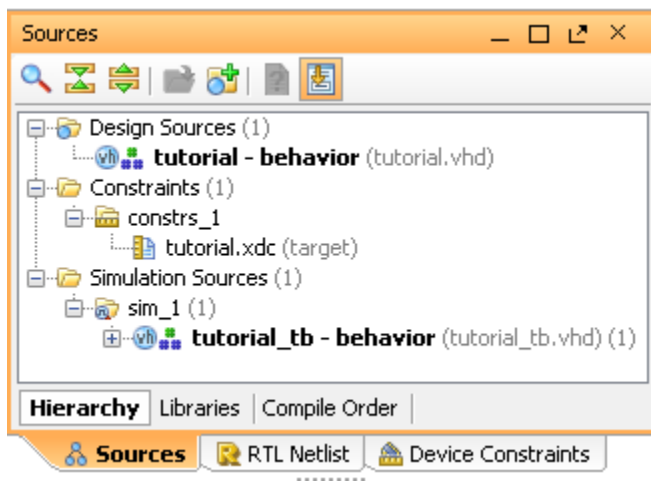 Sources
Design Sources (1)
tutorial - behavior (tutorial.vhd)
Constraints (1)
constrs_1
tutorial.xdc (target)
Simulation Sources (1)
sim_1 (1)
tutorial_tb - behavior (tutorial_tb.vhd) (1)
Hierarchy Libraries Compile Order
Sources RTL Netlist Device Constraints